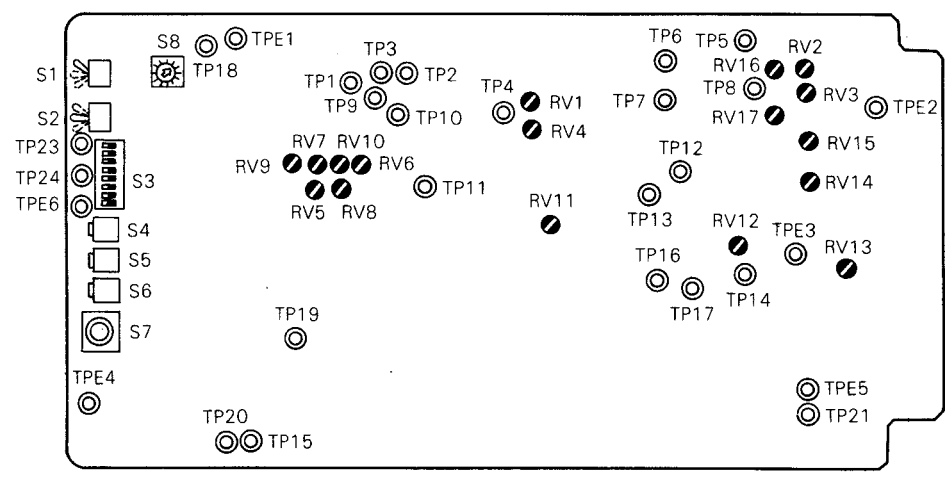 S8
TPE1
TP18
TP3
TP1
TP2
TP9
TP10
TP4
RV1
RV4
TP6
TP5
RV2
RV16
TP8
RV3
TP7
RV17
TPE2
S1
S2
TP23
TP24
S3
TPE6
S4
S5
S6
S7
RV7
RV10
RV9
RV6
RV5
RV8
TP11
RV11
TP12
TP13
RV15
RV14
RV12
TPE3
RV13
TP16
TP17
TP14
TP19
TPE4
TP20
TP15
TPE5
TP21